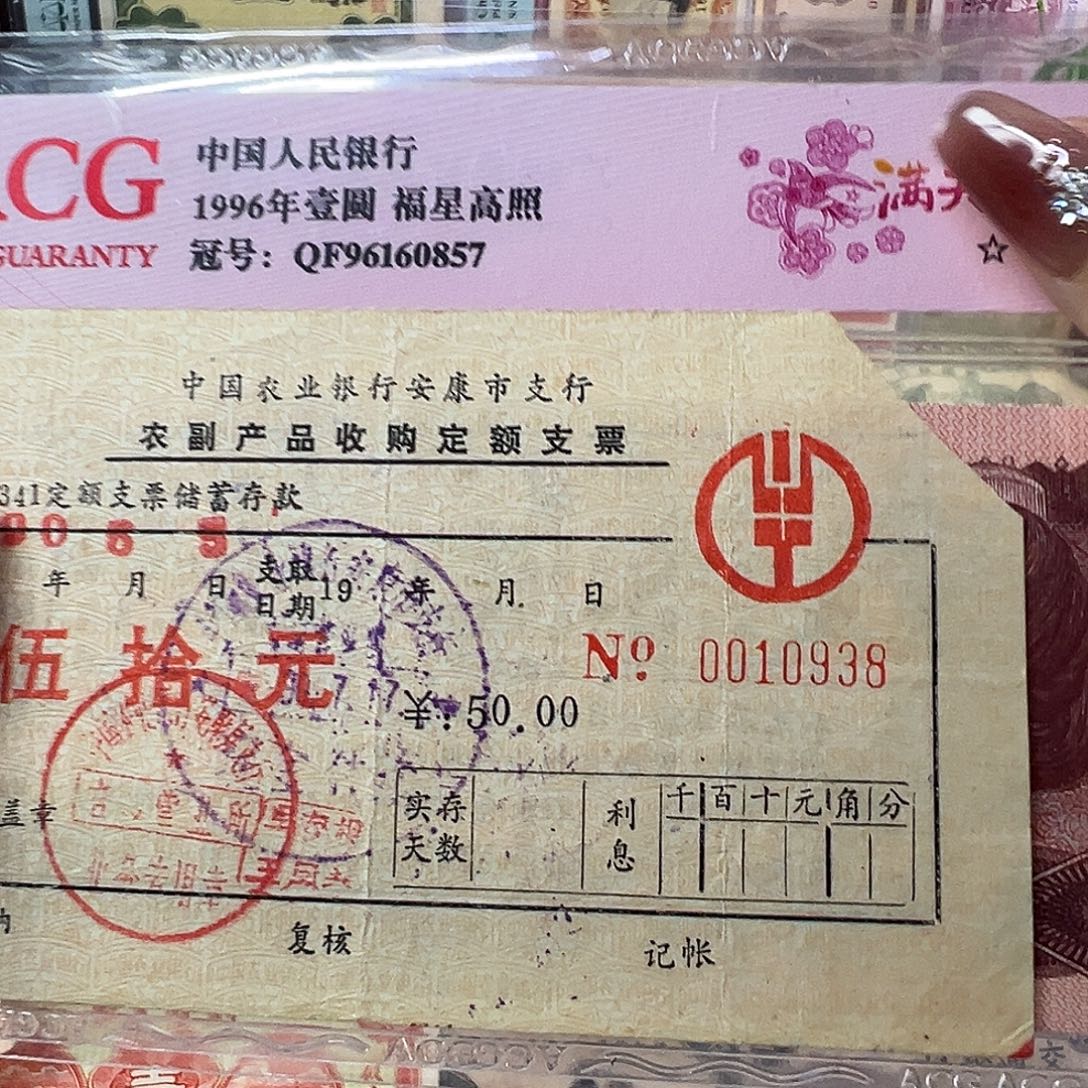 ACG
GUARANTY
中国人民银行
1996年壹圆 福星高照
冠号：QF96160857
满天
☆
中国农业银行安康市支行
农副产品收购定额支票
341定额支票储蓄存款
年 月 日 支取日期 19 年 月 日
伍拾元
Nº 0010938
50.00
实存天数 利息 千 百 十 元 角 分
盖章
复核 记帐